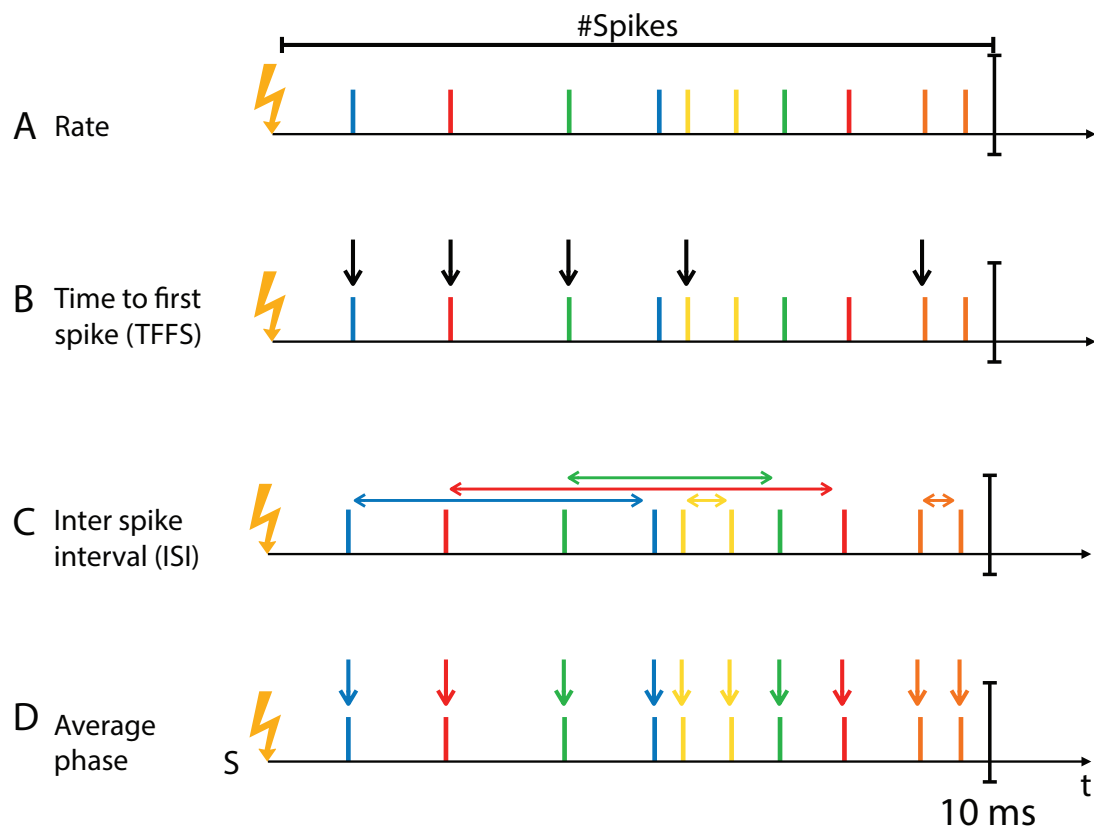 #Spikes
A Rate
B Time to first
spike (TFFS)
C Inter spike
interval (ISI)
D Average
phase
S
t
10 ms